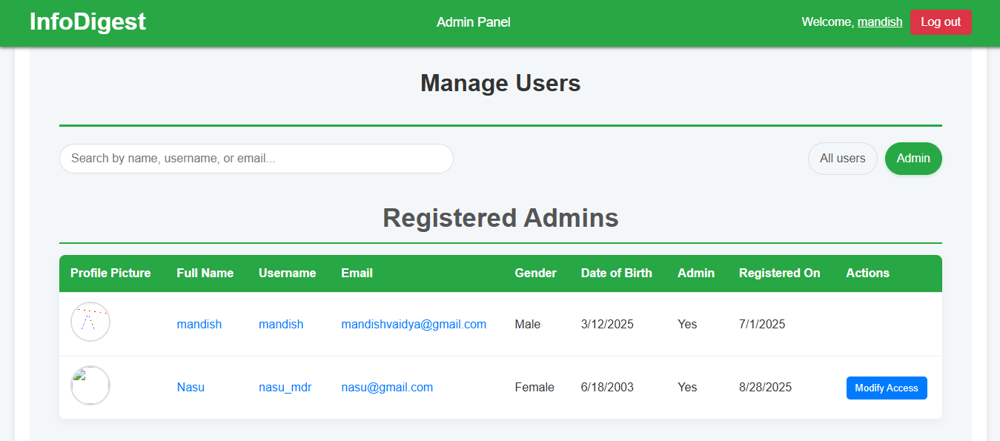 InfoDigest Admin Panel Welcome, mandish Log out
Manage Users
Search by name, username, or email... All users Admin
Registered Admins
Profile Picture Full Name Username Email Gender Date of Birth Admin Registered On Actions
mandish mandish mandishvaidya@gmail.com Male 3/12/2025 Yes 7/1/2025
Nasu nasu_mdr nasu@gmail.com Female 6/18/2003 Yes 8/28/2025 Modify Access